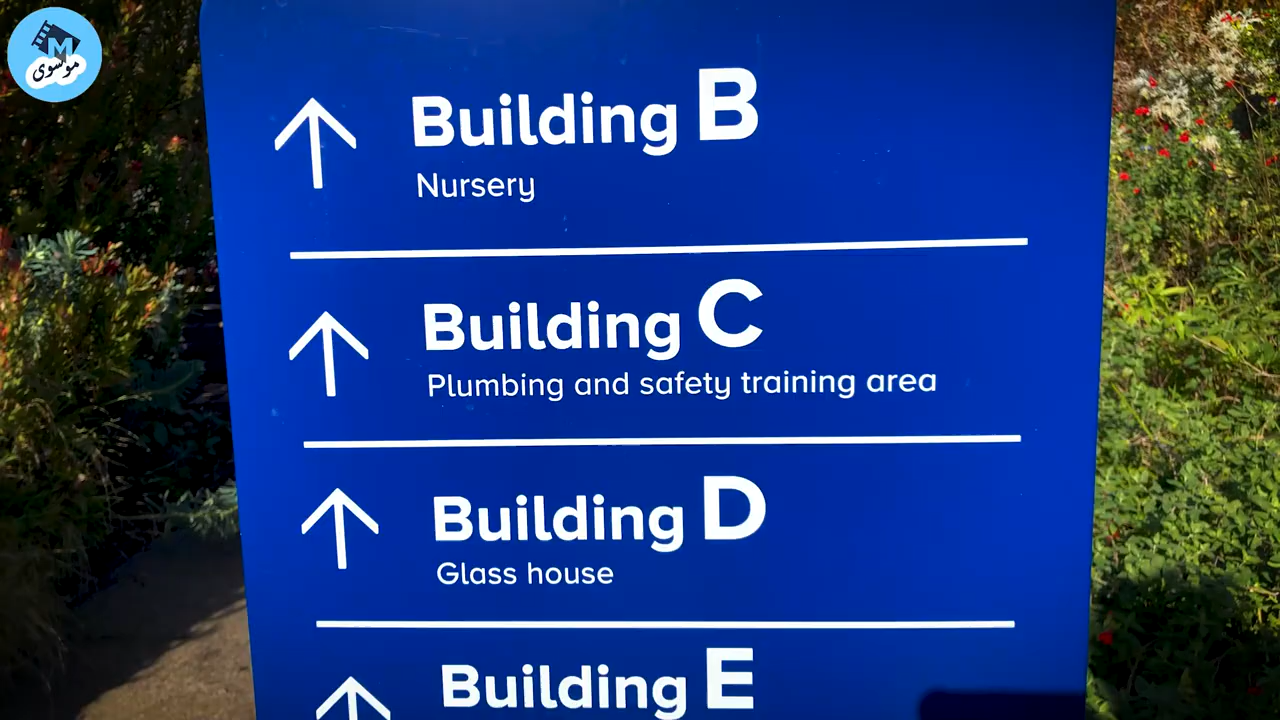 M
موسوی
Building B
Nursery
Building C
Plumbing and safety training area
Building D
Glass house
Building E